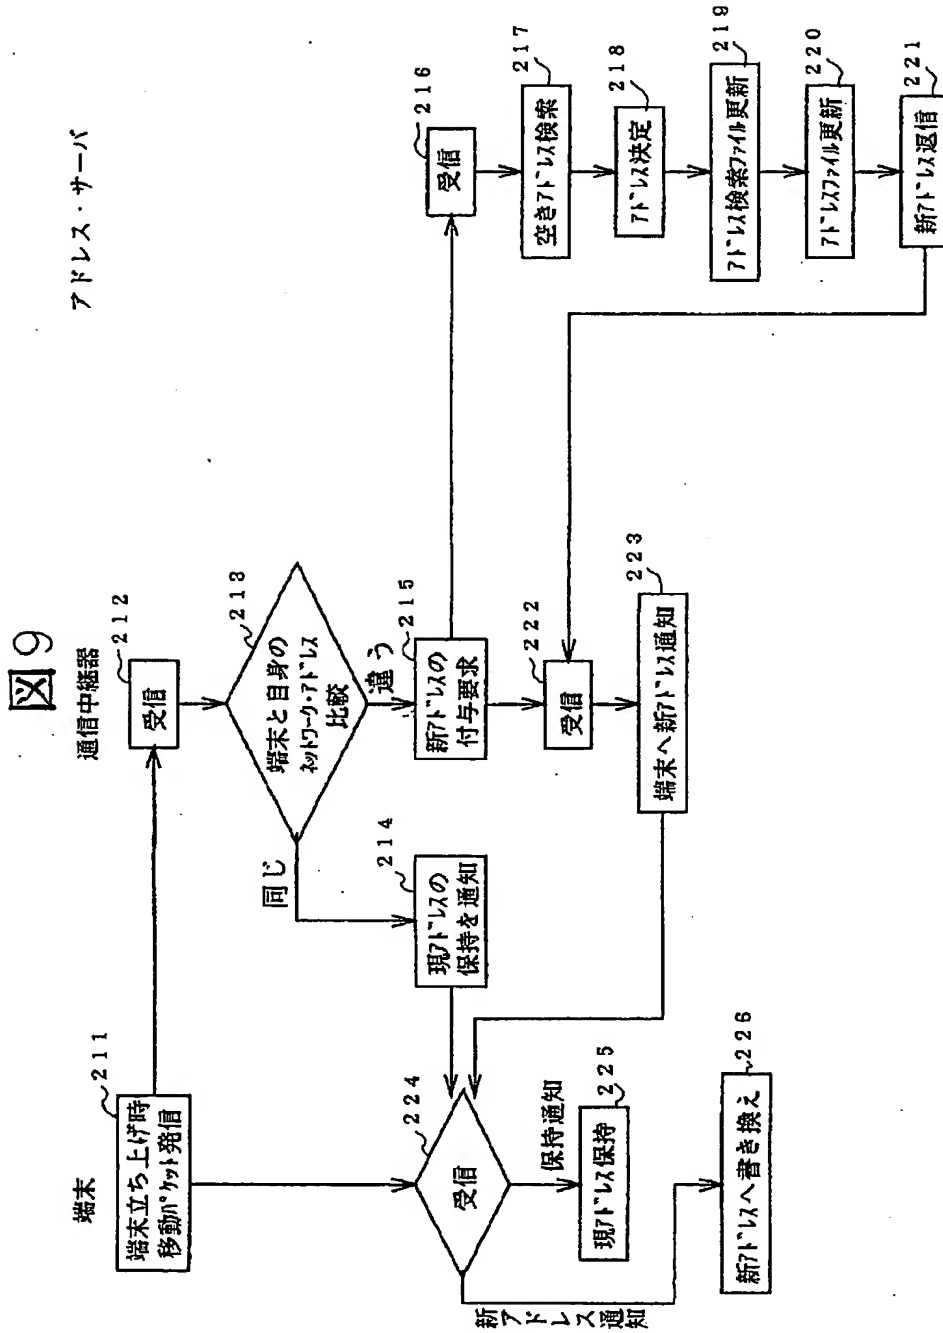 図9
端末
通信中継器
アドレス・サーバ
211
端末立ち上げ時
移動パケット発信
212
受信
213
端末と自身の
ネットワーク・アドレス
比較
同じ
違う
214
現アドレスの
保持を通知
215
新アドレスの
付与要求
216
受信
217
空きアドレス検索
218
アドレス決定
219
アドレス検索ファイル更新
220
アドレスファイル更新
221
新アドレス返信
222
受信
223
端末へ新アドレス通知
224
受信
保持通知
225
現アドレス保持
新アドレス通知
226
新アドレスへ書き換え